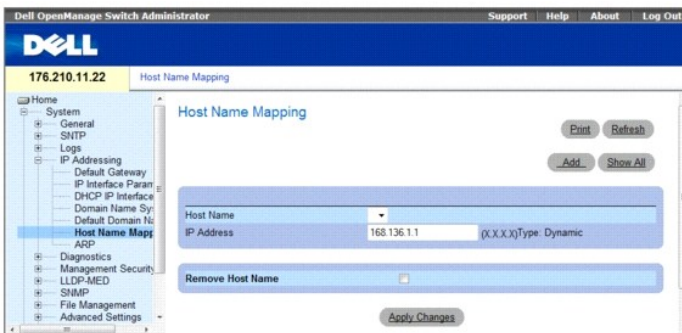 Dell OpenManage Switch Administrator
Support Help About Log Out
DELL
176.210.11.22
Host Name Mapping
Home
System
General
SNTP
Logs
IP Addressing
Default Gateway
IP Interface Param
DHCP IP Interface
Domain Name Sy
Default Domain Na
Host Name Mapp
ARP
Diagnostics
Management Security
LLDP-MED
SNMP
File Management
Advanced Settings
Host Name Mapping
Print Refresh
Add Show All
Host Name
IP Address 168.136.1.1 (X.X.X.X)Type: Dynamic
Remove Host Name
Apply Changes